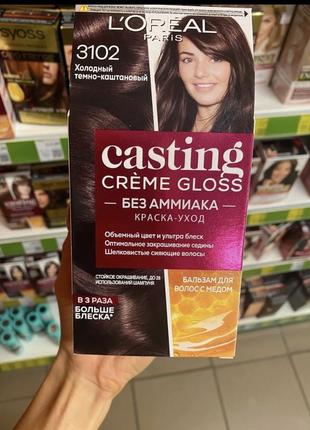 L'ORÉAL
PARIS
3102
Холодный
темно-каштановый
casting
CRÈME GLOSS
БЕЗ АММИАКА
КРАСКА-УХОД
Объемный цвет и ультра блеск
Оптимальное закрашивание седины
Шелковистые сияющие волосы
СТОЙКОЕ ОКРАШИВАНИЕ, ДО 28
ИСПОЛЬЗОВАНИЙ ШАМПУНЯ
В 3 РАЗА
БОЛЬШЕ
БЛЕСКА*
БАЛЬЗАМ ДЛЯ
ВОЛОС С МЕДОМ
syoss